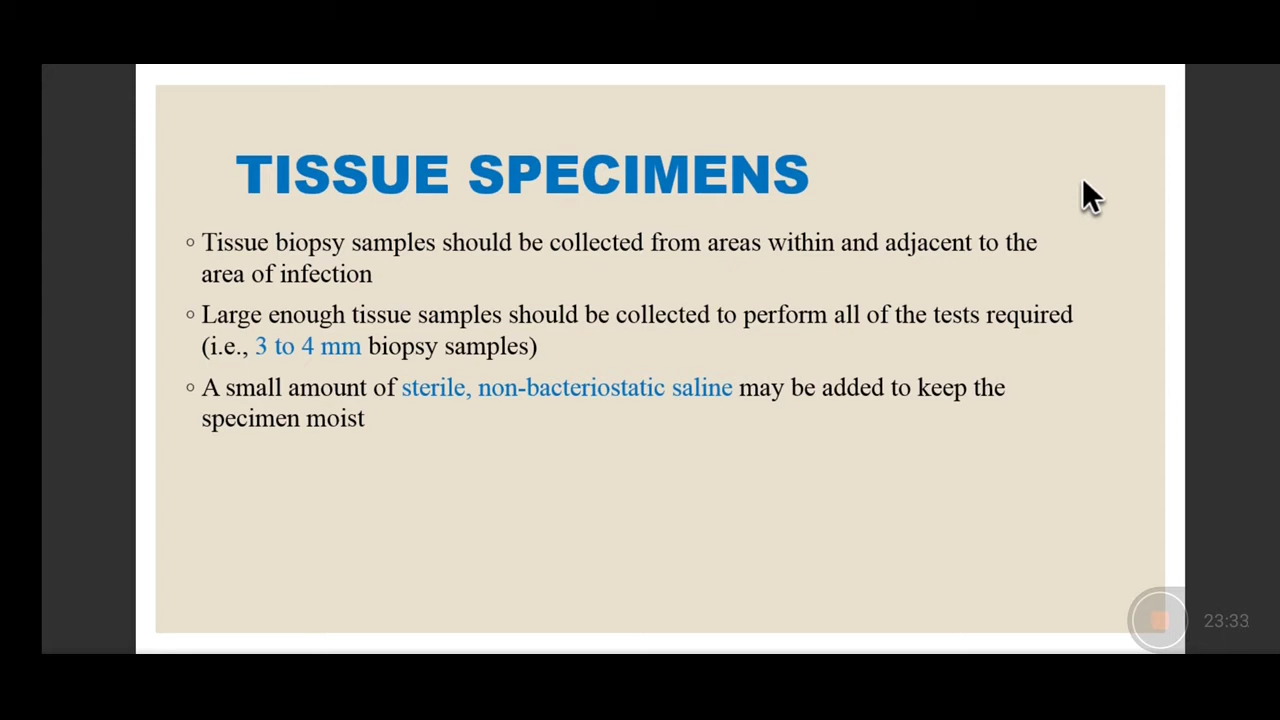 TISSUE SPECIMENS
◦ Tissue biopsy samples should be collected from areas within and adjacent to the
area of infection
◦ Large enough tissue samples should be collected to perform all of the tests required
(i.e., 3 to 4 mm biopsy samples)
◦ A small amount of sterile, non-bacteriostatic saline may be added to keep the
specimen moist
23:33